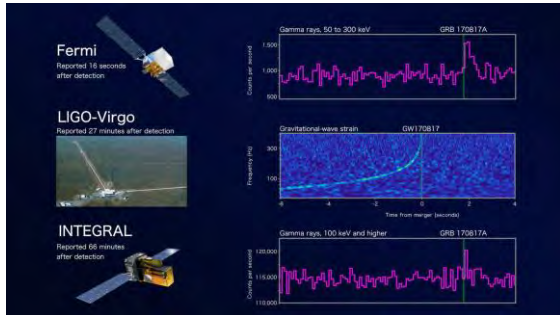 Fermi
Reported 16 seconds
after detection
Gamma rays, 50 to 300 keV GRB 170817A
Counts per second
1,500
1,000
500
LIGO-Virgo
Reported 27 minutes after detection
Gravitational-wave strain GW170817
Frequency (Hz)
300
100
-6 -4 -2 0 2 4
Time from merger (seconds)
INTEGRAL
Reported 66 minutes
after detection
Gamma rays, 100 keV and higher GRB 170817A
Counts per second
120,000
115,000
110,000